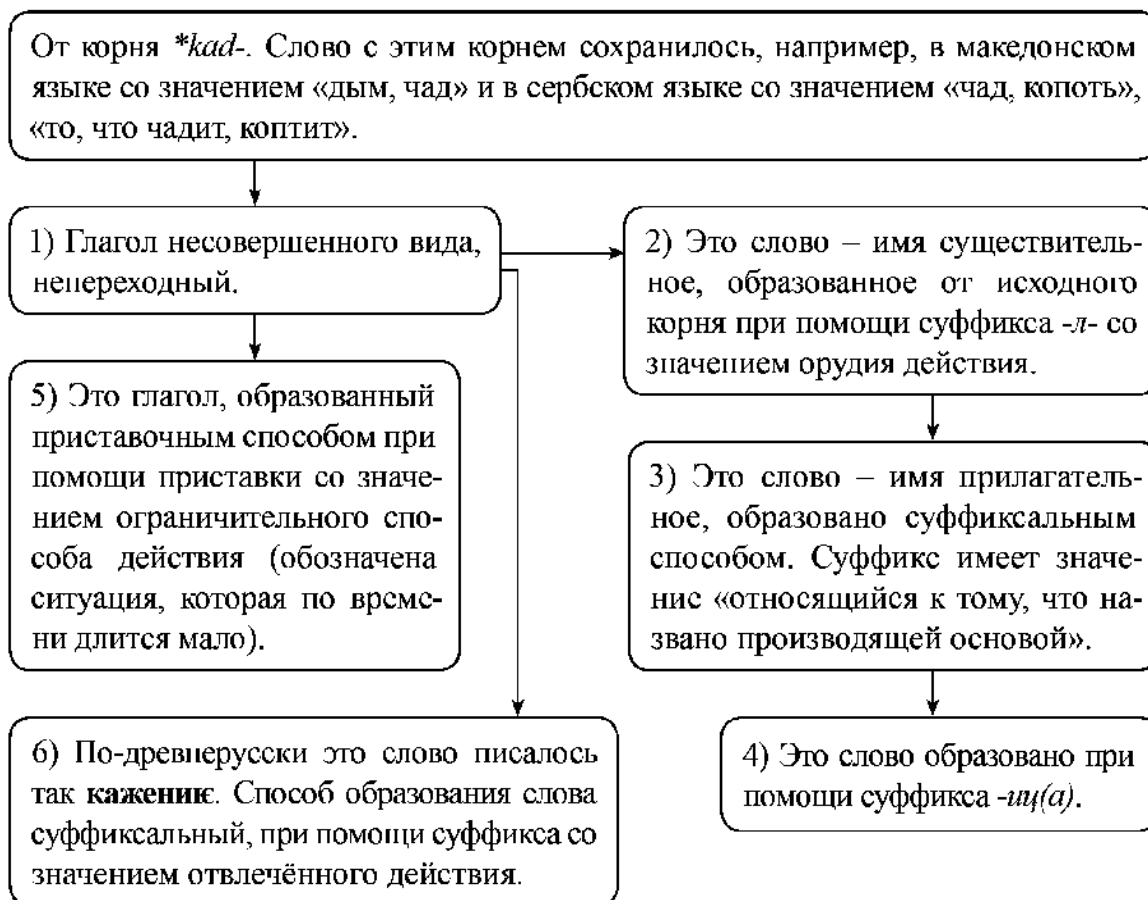 От корня *kad-. Слово с этим корнем сохранилось, например, в македонском
языке со значением «дым, чад» и в сербском языке со значением «чад, копоть»,
«то, что чадит, коптит».
1) Глагол несовершенного вида,
непереходный.
2) Это слово – имя существитель-
ное, образованное от исходного
корня при помощи суффикса -л- со
значением орудия действия.
5) Это глагол, образованный
приставочным способом при
помощи приставки со значе-
нием ограничительного спо-
соба действия (обозначена
ситуация, которая по време-
ни длится мало).
3) Это слово – имя прилагатель-
ное, образовано суффиксальным
способом. Суффикс имеет значе-
ние «относящийся к тому, что на-
звано производящей основой».
6) По-древнерусски это слово писалось
так кажениѥ. Способ образования слова
суффиксальный, при помощи суффикса со
значением отвлечённого действия.
4) Это слово образовано при
помощи суффикса -иц(а).